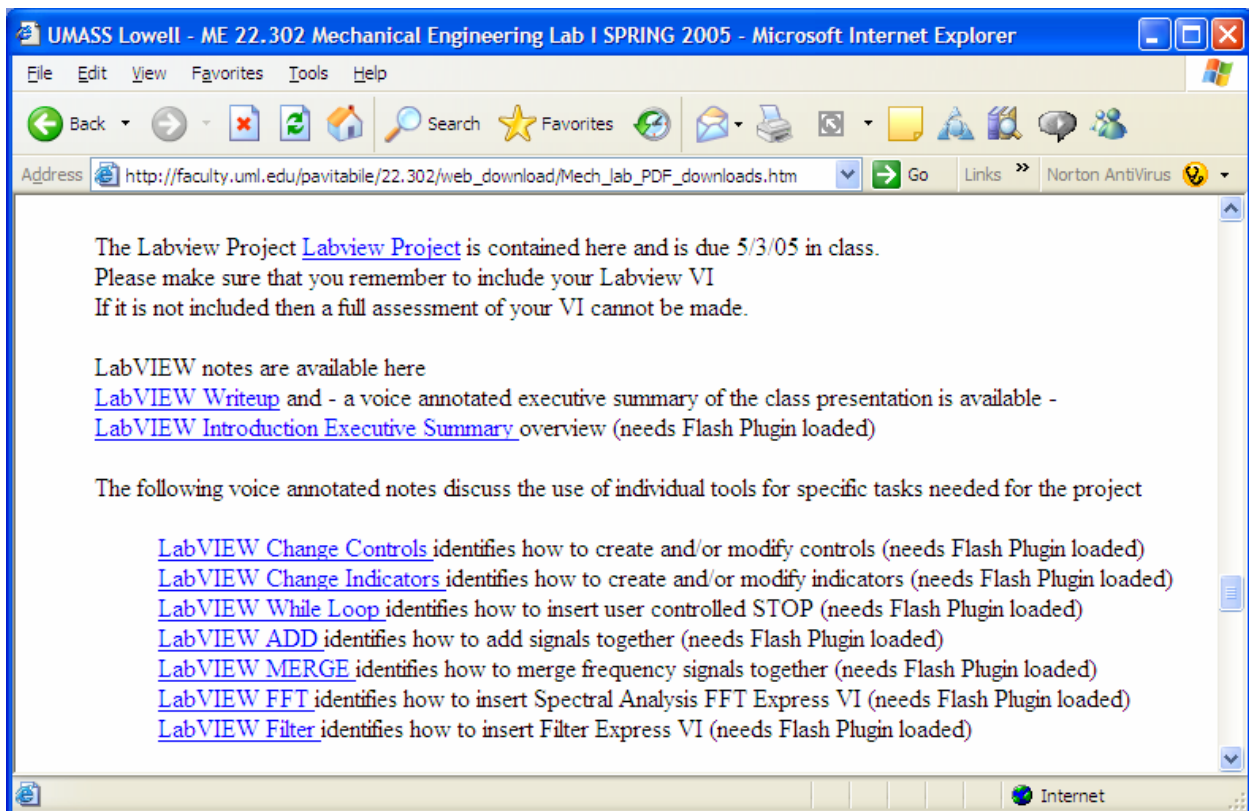 UMASS Lowell - ME 22.302 Mechanical Engineering Lab I SPRING 2005 - Microsoft Internet Explorer
File Edit View Favorites Tools Help
Back Search Favorites
Address http://faculty.uml.edu/pavitabile/22.302/web_download/Mech_lab_PDF_downloads.htm Go Links » Norton AntiVirus
The Labview Project Labview Project is contained here and is due 5/3/05 in class.
Please make sure that you remember to include your Labview VI
If it is not included then a full assessment of your VI cannot be made.
LabVIEW notes are available here
LabVIEW Writeup and - a voice annotated executive summary of the class presentation is available -
LabVIEW Introduction Executive Summary overview (needs Flash Plugin loaded)
The following voice annotated notes discuss the use of individual tools for specific tasks needed for the project
LabVIEW Change Controls identifies how to create and/or modify controls (needs Flash Plugin loaded)
LabVIEW Change Indicators identifies how to create and/or modify indicators (needs Flash Plugin loaded)
LabVIEW While Loop identifies how to insert user controlled STOP (needs Flash Plugin loaded)
LabVIEW ADD identifies how to add signals together (needs Flash Plugin loaded)
LabVIEW MERGE identifies how to merge frequency signals together (needs Flash Plugin loaded)
LabVIEW FFT identifies how to insert Spectral Analysis FFT Express VI (needs Flash Plugin loaded)
LabVIEW Filter identifies how to insert Filter Express VI (needs Flash Plugin loaded)
Internet